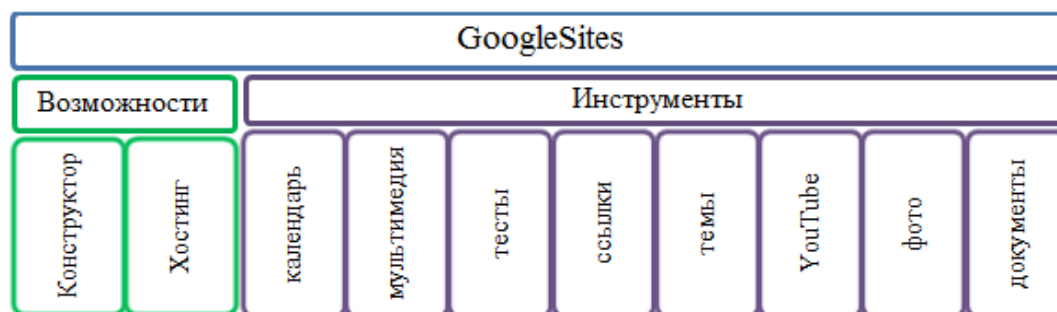 GoogleSites
Возможности
Инструменты
Конструктор
Хостинг
календарь
мультимедия
тесты
ссылки
темы
YouTube
фото
документы